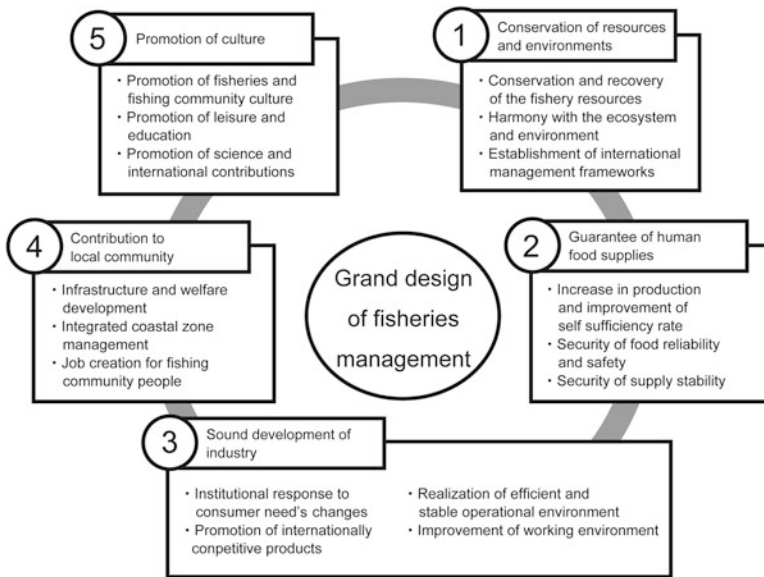 5
Promotion of culture
・Promotion of fisheries and
fishing community culture
・Promotion of leisure and
education
・Promotion of science and
international contributions
1
Conservation of resources
and environments
・Conservation and recovery
of the fishery resources
・Harmony with the ecosystem
and environment
・Establishment of international
management frameworks
4
Contribution to
local community
・Infrastructure and welfare
development
・Integrated coastal zone
management
・Job creation for fishing
community people
Grand design
of fisheries
management
2
Guarantee of human
food supplies
・Increase in production
and improvement of
self sufficiency rate
・Security of food reliability
and safety
・Security of supply stability
3
Sound development of
industry
・Institutional response to
consumer need's changes
・Promotion of internationally
conpetitive products
・Realization of efficient and
stable operational environment
・Improvement of working environment